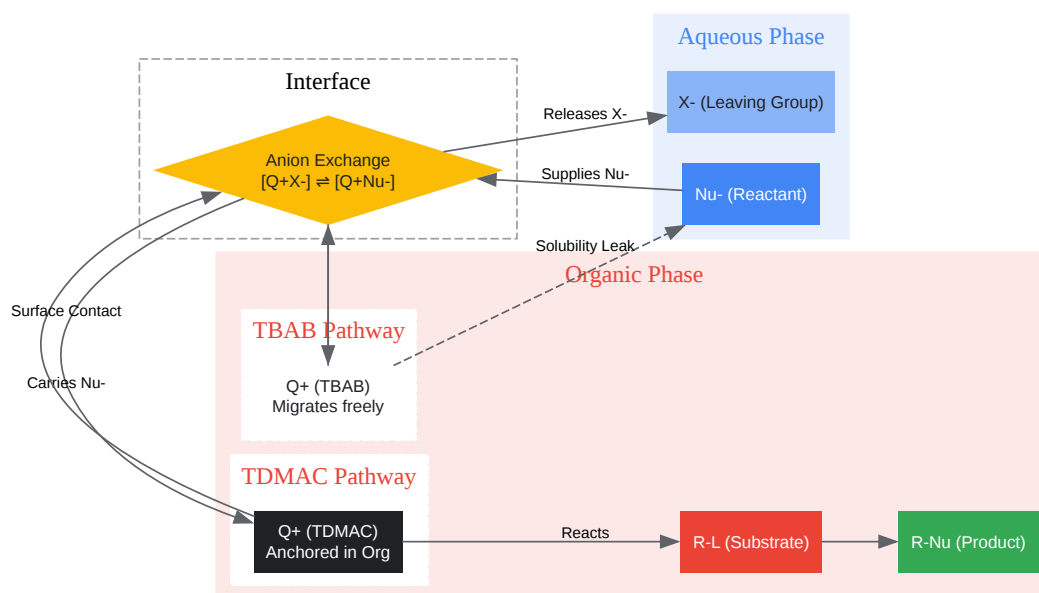 Aqueous Phase
Interface
X- (Leaving Group)
Releases X-
Anion Exchange
[Q+X-] ⇌ [Q+Nu-]
Supplies Nu-
Nu- (Reactant)
Solubility Leak
Organic Phase
Surface Contact
TBAB Pathway
Carries Nu-
Q+ (TBAB)
Migrates freely
TDMAC Pathway
Q+ (TDMAC)
Anchored in Org
Reacts
R-L (Substrate)
R-Nu (Product)